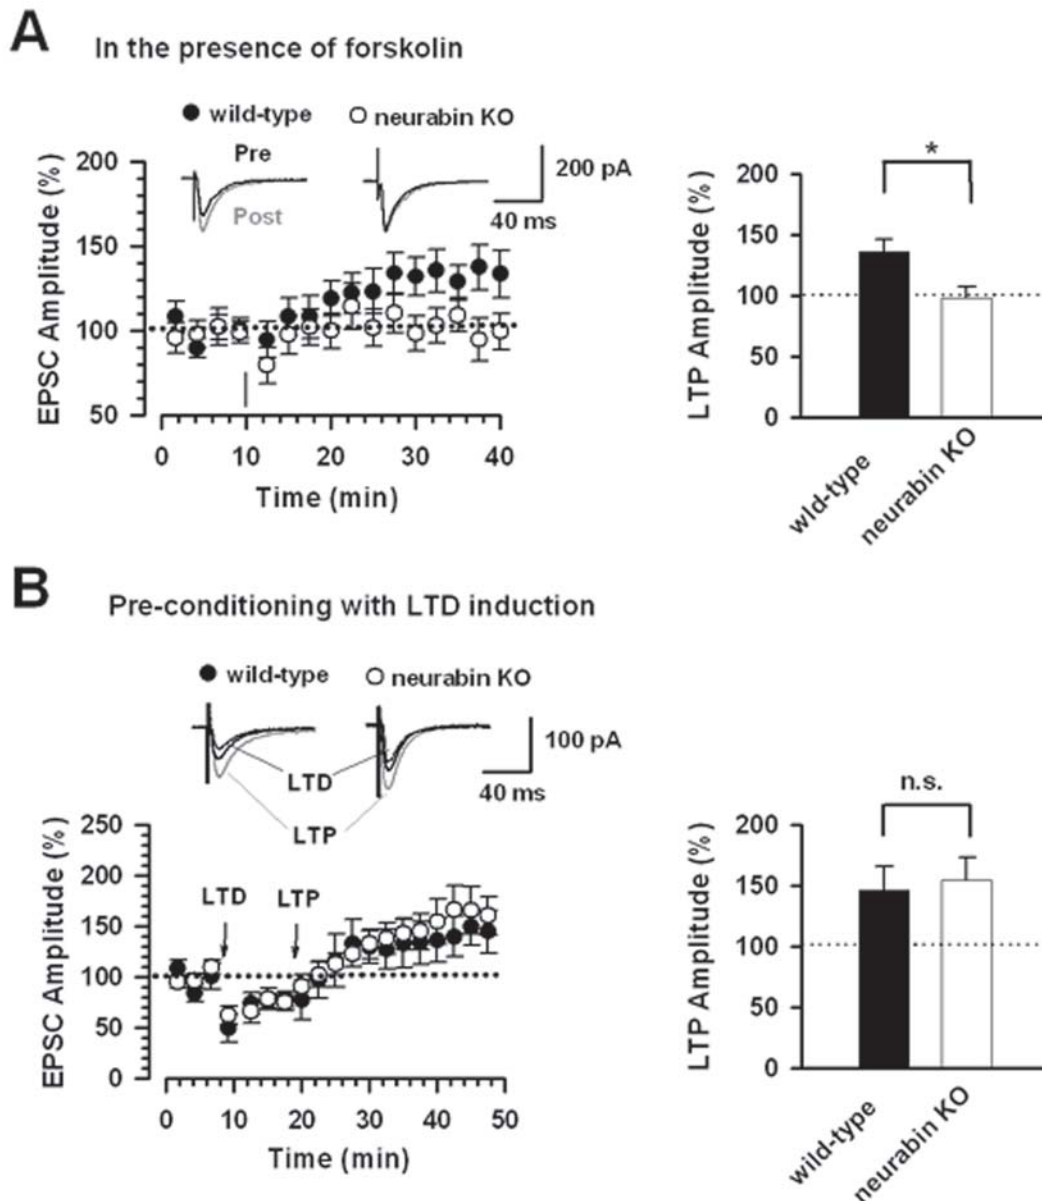 A
In the presence of forskolin
wild-type
neurabin KO
Pre
Post
200 pA
40 ms
EPSC Amplitude (%)
200
150
100
50
0
10
20
30
40
Time (min)
*
LTP Amplitude (%)
200
150
100
50
0
wld-type
neurabin KO
B
Pre-conditioning with LTD induction
wild-type
neurabin KO
100 pA
40 ms
LTD
LTP
EPSC Amplitude (%)
250
200
150
100
50
0
LTD
LTP
0
10
20
30
40
50
Time (min)
n.s.
LTP Amplitude (%)
200
150
100
50
0
wild-type
neurabin KO